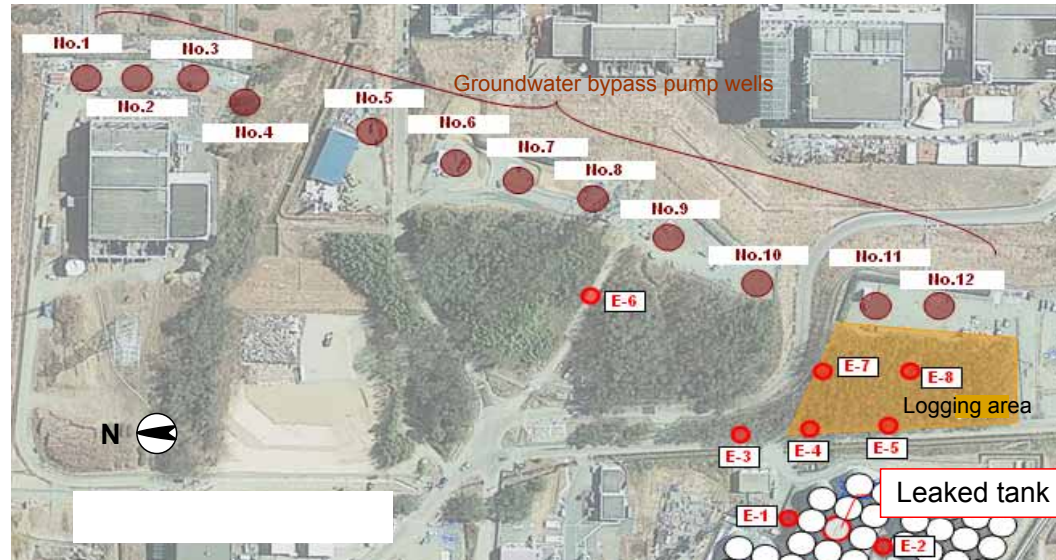 No.1
No.3
No.2
No.4
No.5
Groundwater bypass pump wells
No.6
No.7
No.8
No.9
No.10
No.11
No.12
E-6
E-7
E-8
Logging area
N
E-3
E-4
E-5
Leaked tank
E-1
E-2